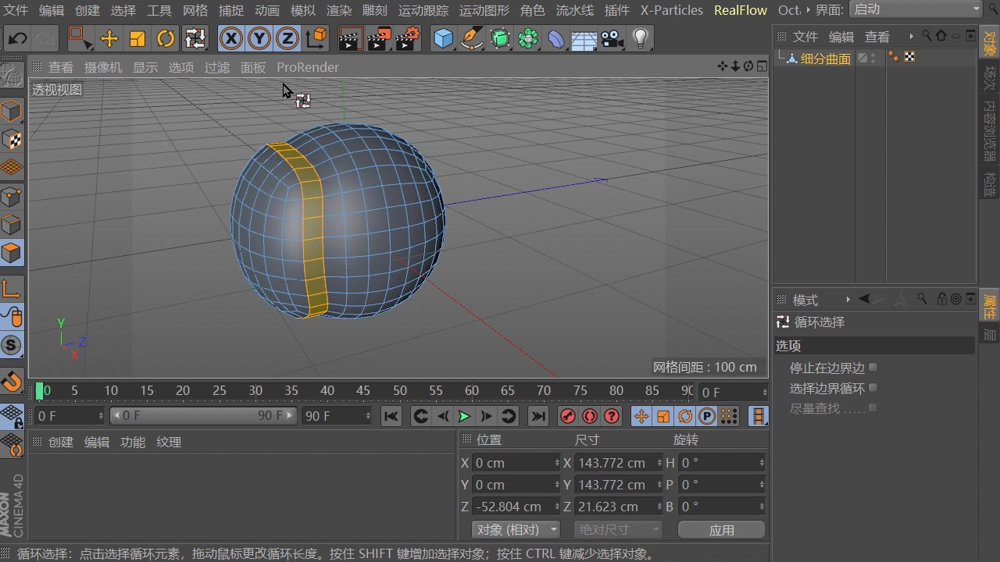 文件 编辑 创建 选择 工具 网格 捕捉 动画 模拟 渲染 雕刻 运动跟踪 运动图形 角色 流水线 插件 X-Particles RealFlow Oct 界面: 启动
X Y Z
文件 编辑 查看
对象
场次
内容浏览器
构造
细分曲面
查看 摄像机 显示 选项 过滤 面板 ProRender
透视视图
Y
Z
X
网格间距 : 100 cm
模式
属性
层
循环选择
选项
停止在边界边
选择边界循环
尽量查找 . . . . .
S
0 5 10 15 20 25 30 35 40 45 50 55 60 65 70 75 80 85 90 0 F
0 F 0 F 90 F 90 F
? P
创建 编辑 功能 纹理
位置 尺寸 旋转
X 0 cm X 143.772 cm H 0 °
Y 0 cm Y 143.772 cm P 0 °
Z -52.804 cm Z 21.623 cm B 0 °
对象 (相对) 绝对尺寸 应用
MAXON
CINEMA 4D
循环选择：点击选择循环元素，拖动鼠标更改循环长度。按住 SHIFT 键增加选择对象；按住 CTRL 键减少选择对象。